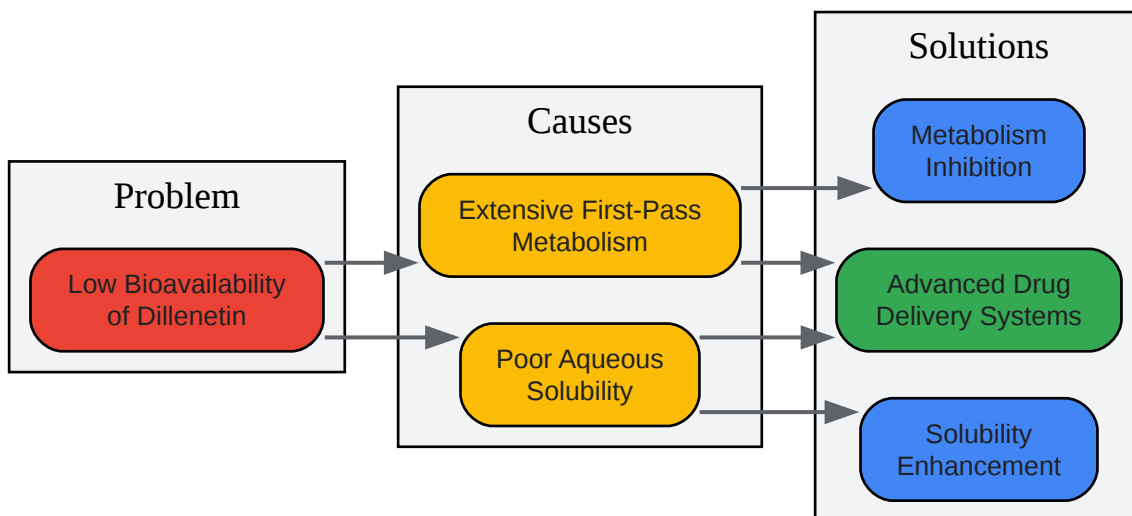 Problem
Low Bioavailability
of Dillenetin
Causes
Extensive First-Pass
Metabolism
Poor Aqueous
Solubility
Solutions
Metabolism
Inhibition
Advanced Drug
Delivery Systems
Solubility
Enhancement